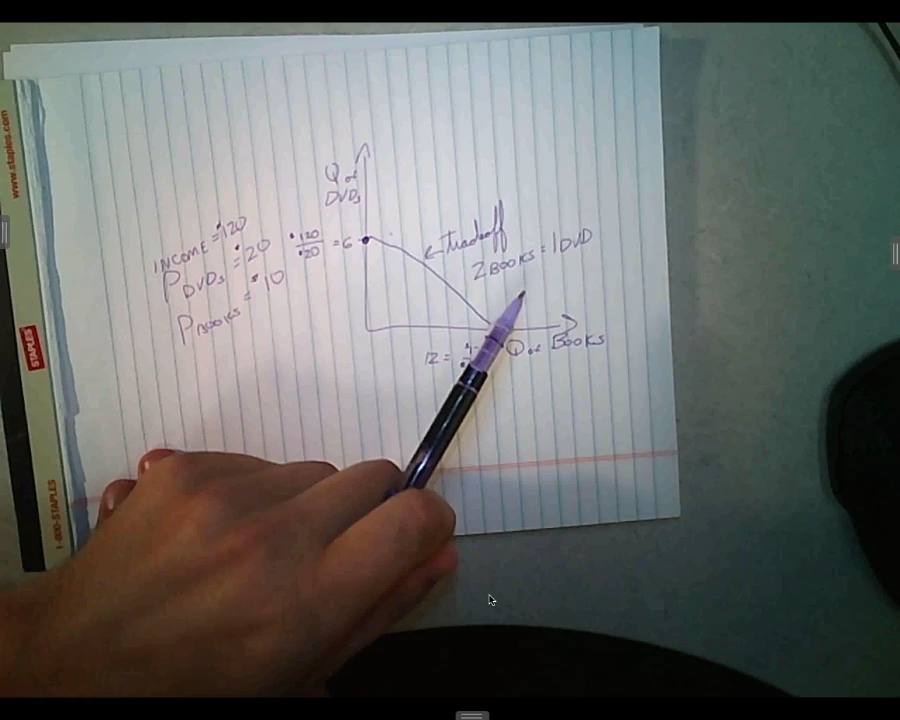 www.staples.com
STAPLES
1-800-STAPLES
INCOME = $120
PDVDs = $20
PBOOKS = $10
Q of
DVDs
$120
$20
= 6
← Tradeoff
2 BOOKS = 1 DVD
12 =
Q of Books